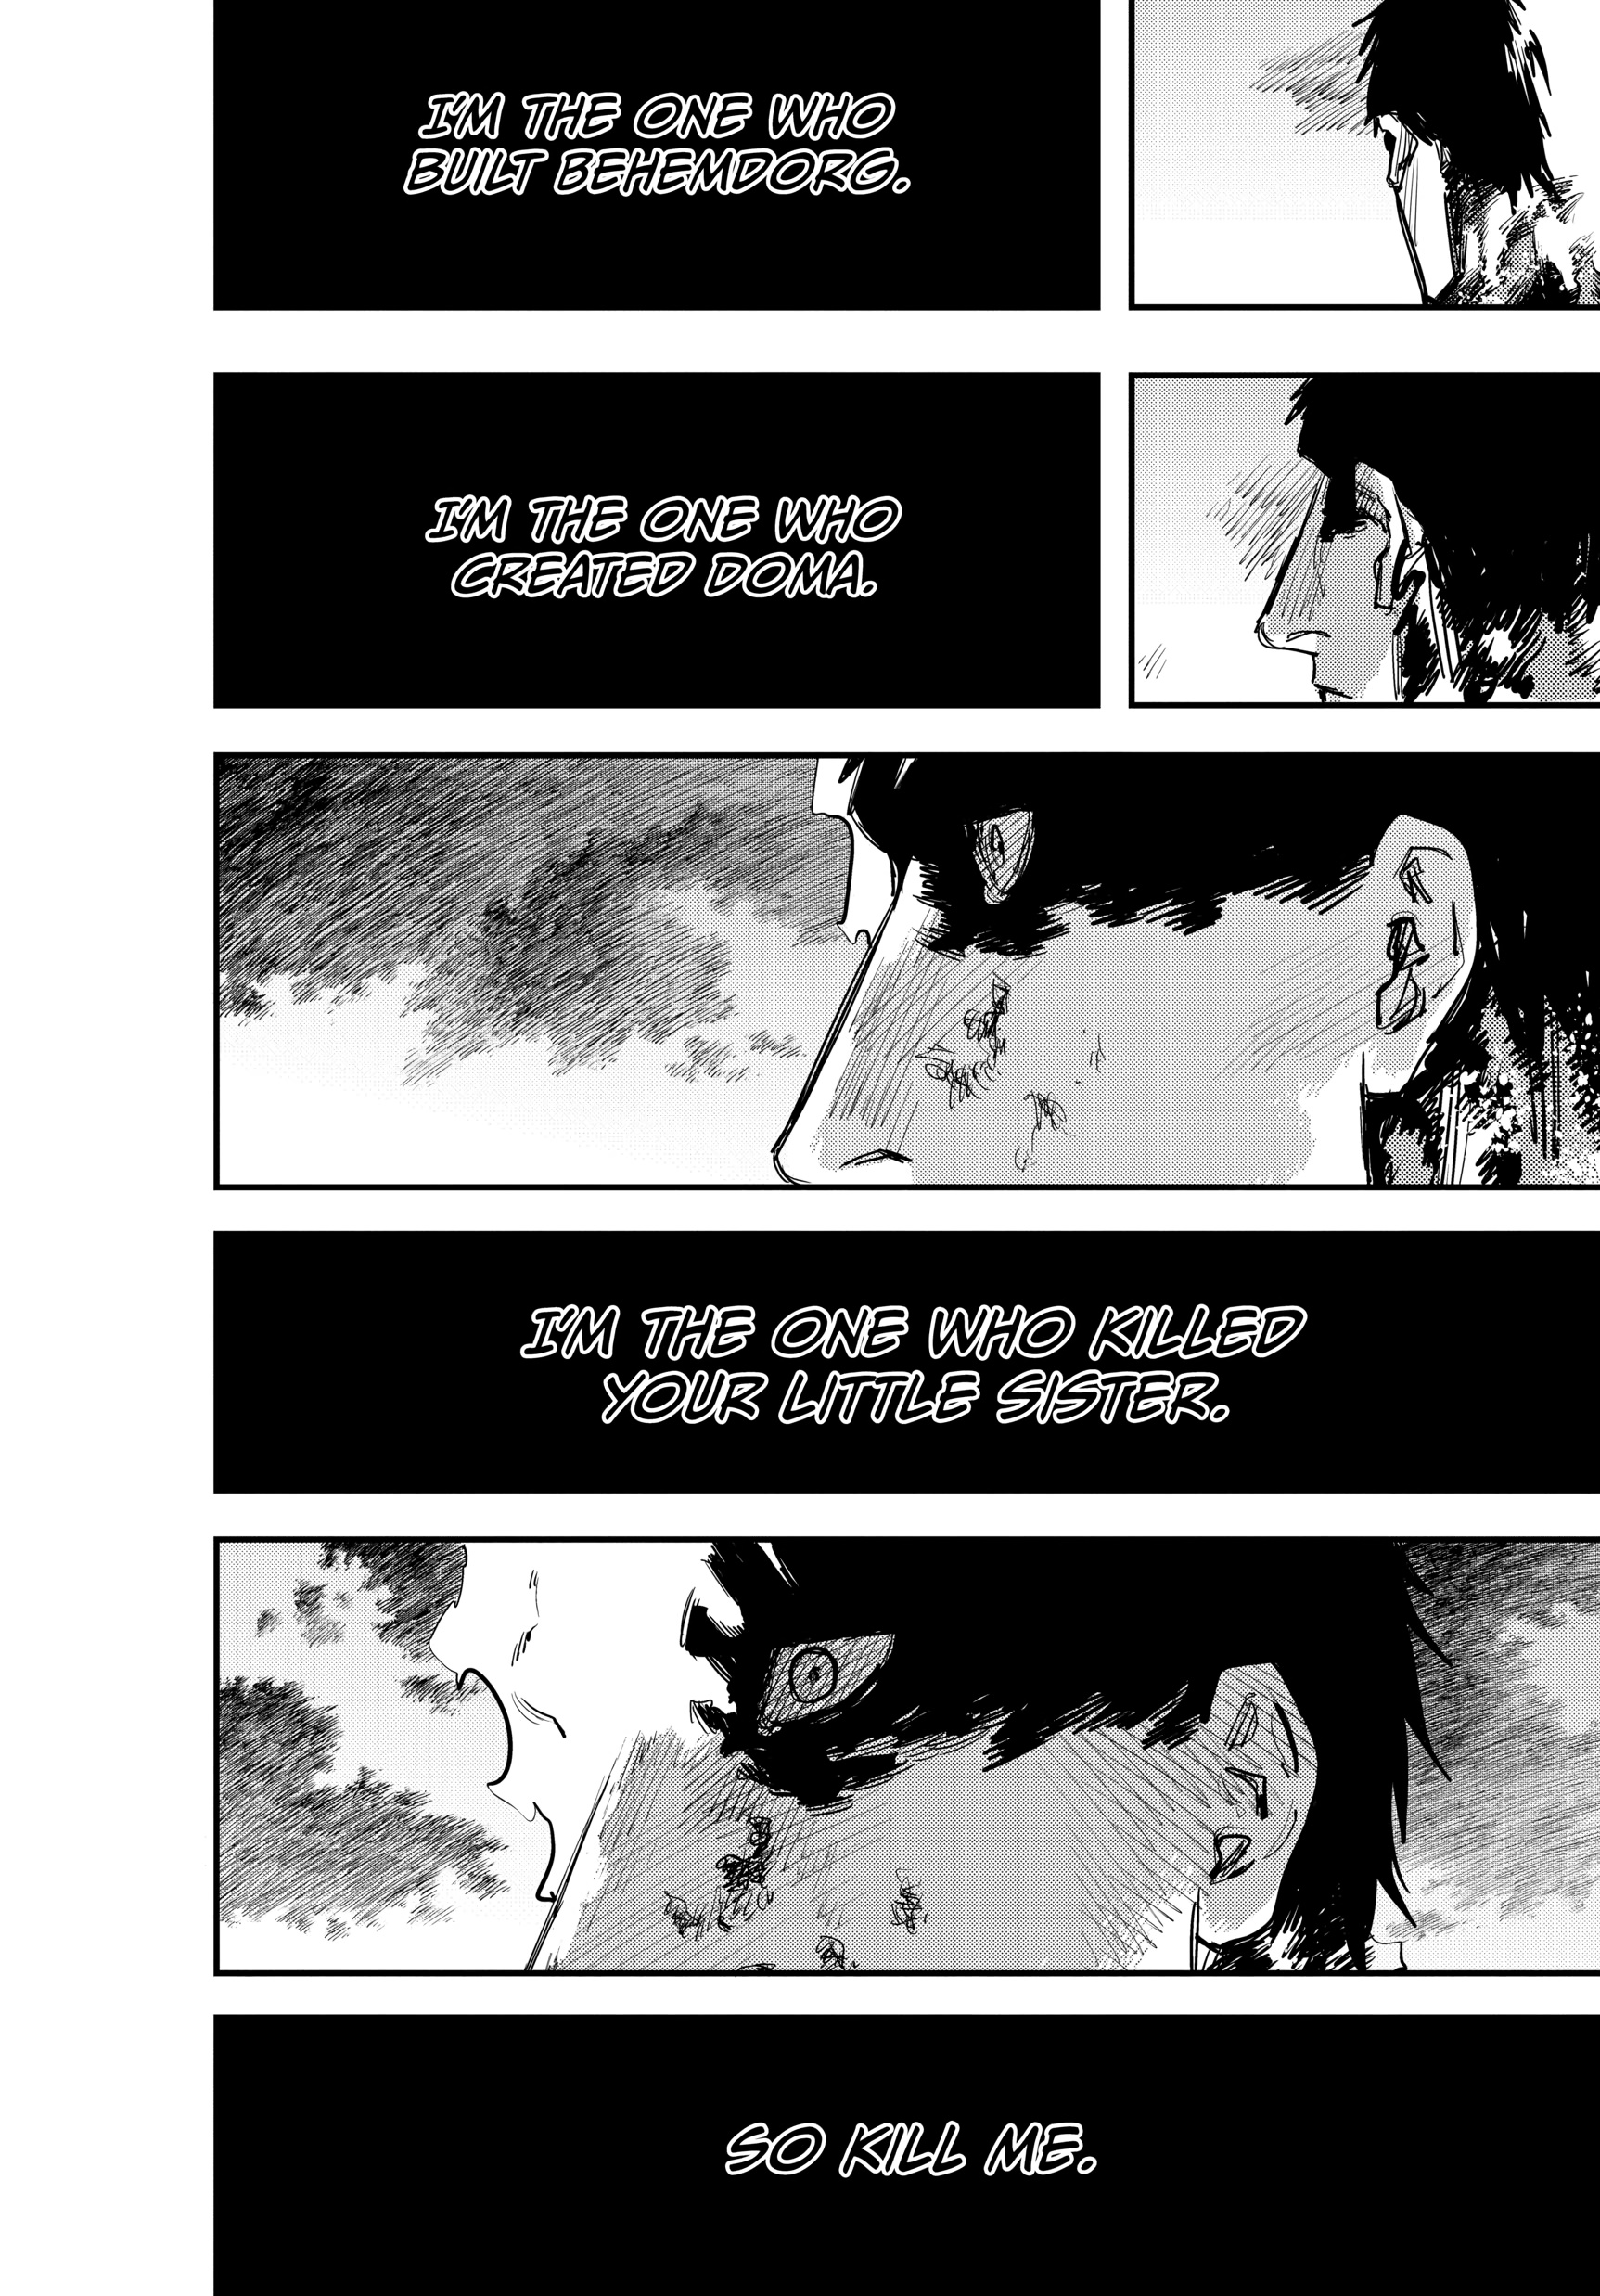 I'M THE ONE WHO
BUILT BEHEMDORG.
I'M THE ONE WHO
CREATED DOMA.
I'M THE ONE WHO KILLED
YOUR LITTLE SISTER.
SO KILL ME.